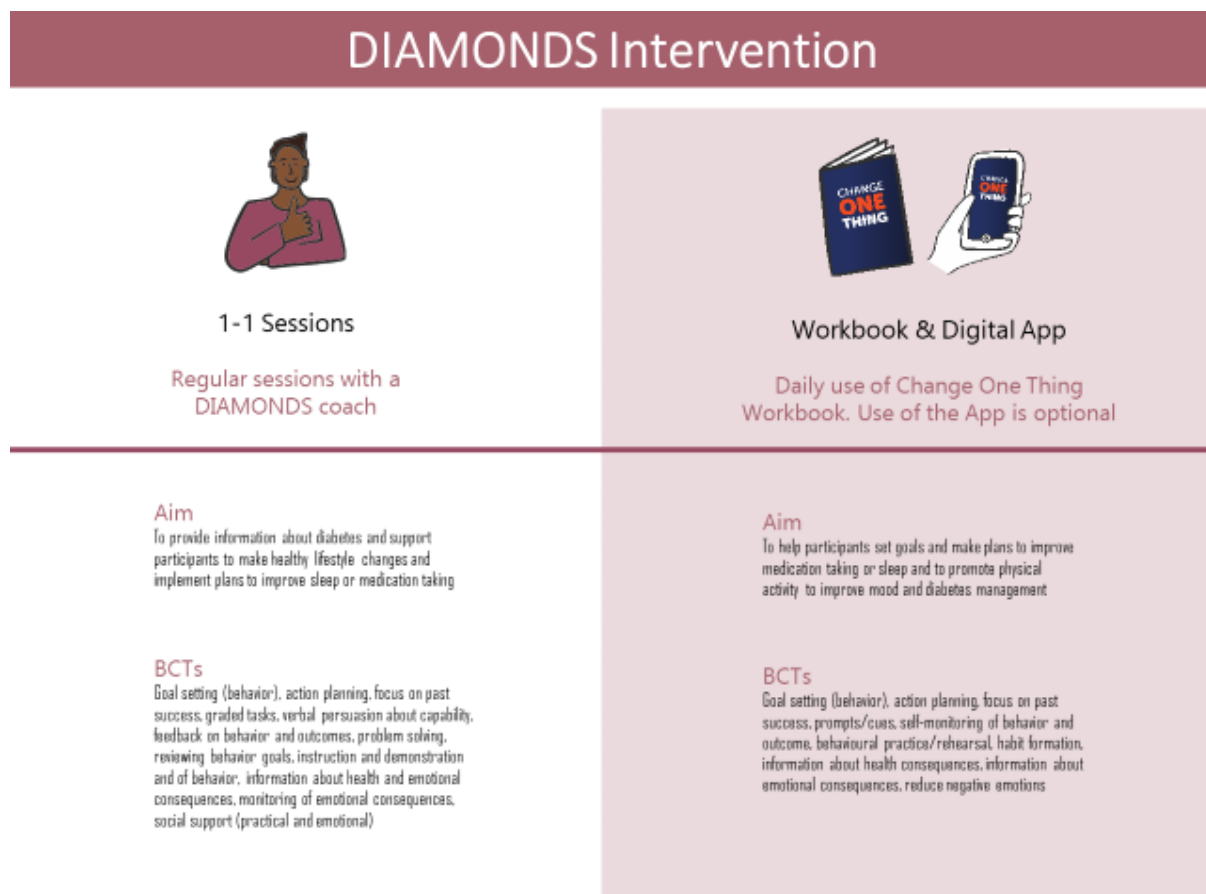 DIAMONDS Intervention
1-1 Sessions
Regular sessions with a
DIAMONDS coach
Aim
To provide information about diabetes and support
participants to make healthy lifestyle changes and
implement plans to improve sleep or medication taking
BCTs
Goal setting (behavior), action planning, focus on past
success, graded tasks, verbal persuasion about capability,
feedback on behavior and outcomes, problem solving,
reviewing behavior goals, instruction and demonstration
and of behavior, information about health and emotional
consequences, monitoring of emotional consequences,
social support (practical and emotional)
CHANGE
ONE
THING
CHANGE
ONE
THING
Workbook & Digital App
Daily use of Change One Thing
Workbook. Use of the App is optional
Aim
To help participants set goals and make plans to improve
medication taking or sleep and to promote physical
activity to improve mood and diabetes management
BCTs
Goal setting (behavior), action planning, focus on past
success, prompts/cues, self-monitoring of behavior and
outcome, behavioural practice/rehearsal, habit formation,
information about health consequences, information about
emotional consequences, reduce negative emotions